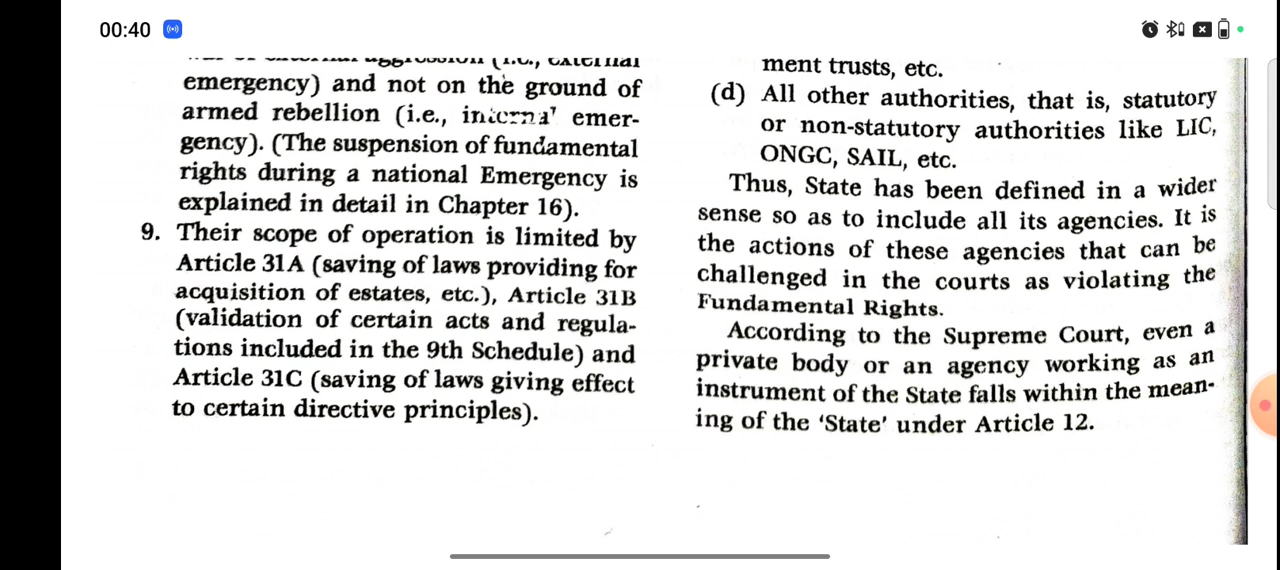 00:40
aggression (i.e., external
emergency) and not on the ground of
armed rebellion (i.e., internal emer-
gency). (The suspension of fundamental
rights during a national Emergency is
explained in detail in Chapter 16).
9. Their scope of operation is limited by
Article 31A (saving of laws providing for
acquisition of estates, etc.), Article 31B
(validation of certain acts and regula-
tions included in the 9th Schedule) and
Article 31C (saving of laws giving effect
to certain directive principles).
ment trusts, etc.
(d) All other authorities, that is, statutory
or non-statutory authorities like LIC,
ONGC, SAIL, etc.
Thus, State has been defined in a wider
sense so as to include all its agencies. It is
the actions of these agencies that can be
challenged in the courts as violating the
Fundamental Rights.
According to the Supreme Court, even a
private body or an agency working as an
instrument of the State falls within the mean-
ing of the ‘State’ under Article 12.